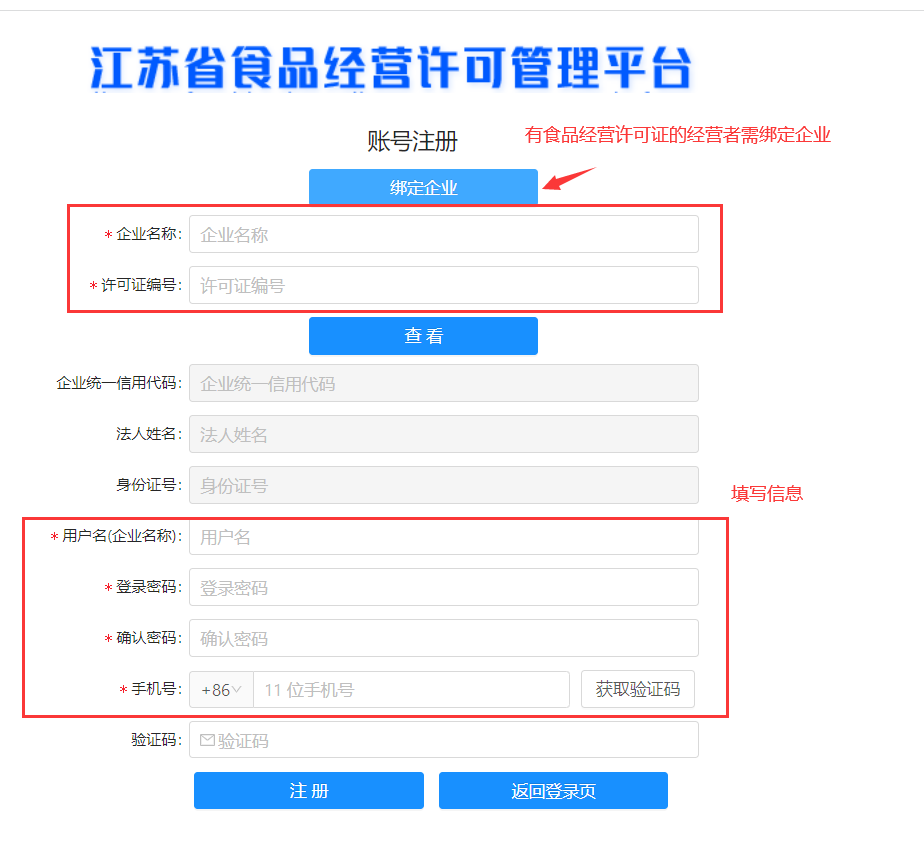 江苏省食品经营许可管理平台
账号注册
有食品经营许可证的经营者需绑定企业
绑定企业
* 企业名称: 企业名称
* 许可证编号: 许可证编号
查 看
企业统一信用代码: 企业统一信用代码
法人姓名: 法人姓名
身份证号: 身份证号
填写信息
* 用户名(企业名称): 用户名
* 登录密码: 登录密码
* 确认密码: 确认密码
* 手机号: +86 11 位手机号 获取验证码
验证码: 验证码
注 册 返回登录页